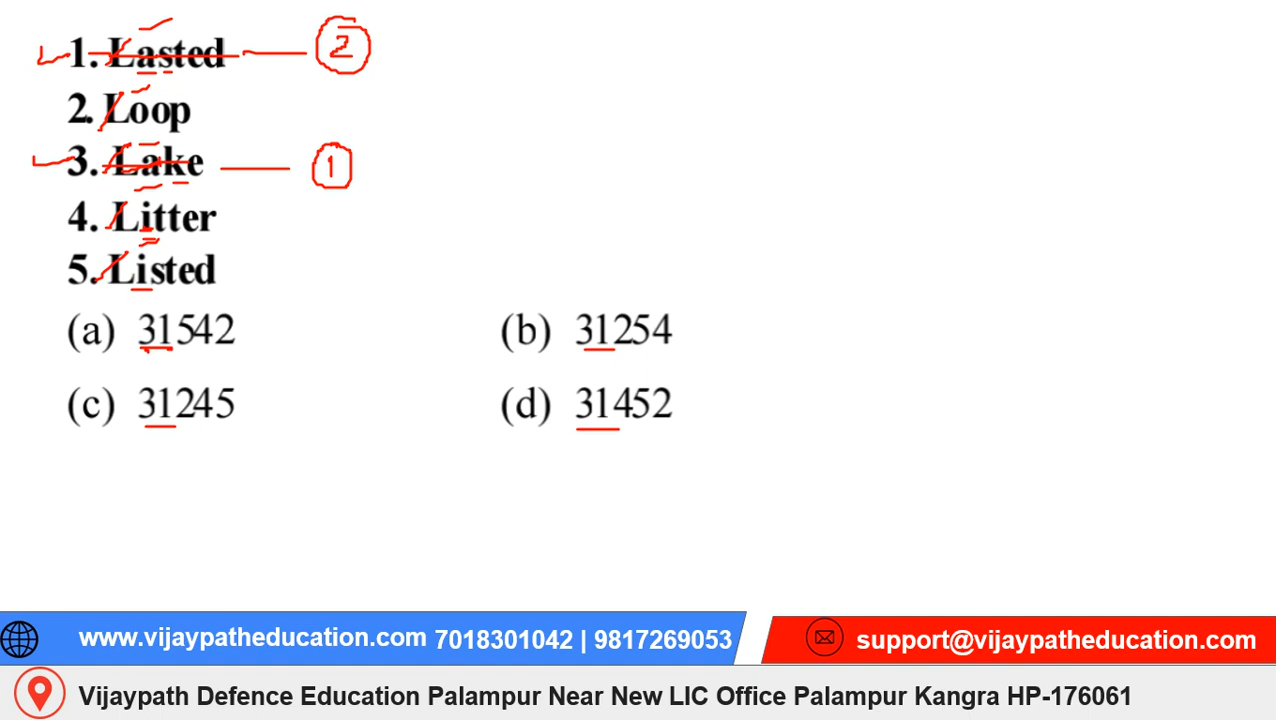 1. Lasted 2
2. Loop
3. Lake 1
4. Litter
5. Listed
(a) 31542 (b) 31254
(c) 31245 (d) 31452
www.vijaypatheducation.com 7018301042 | 9817269053 support@vijaypatheducation.com
Vijaypath Defence Education Palampur Near New LIC Office Palampur Kangra HP-176061